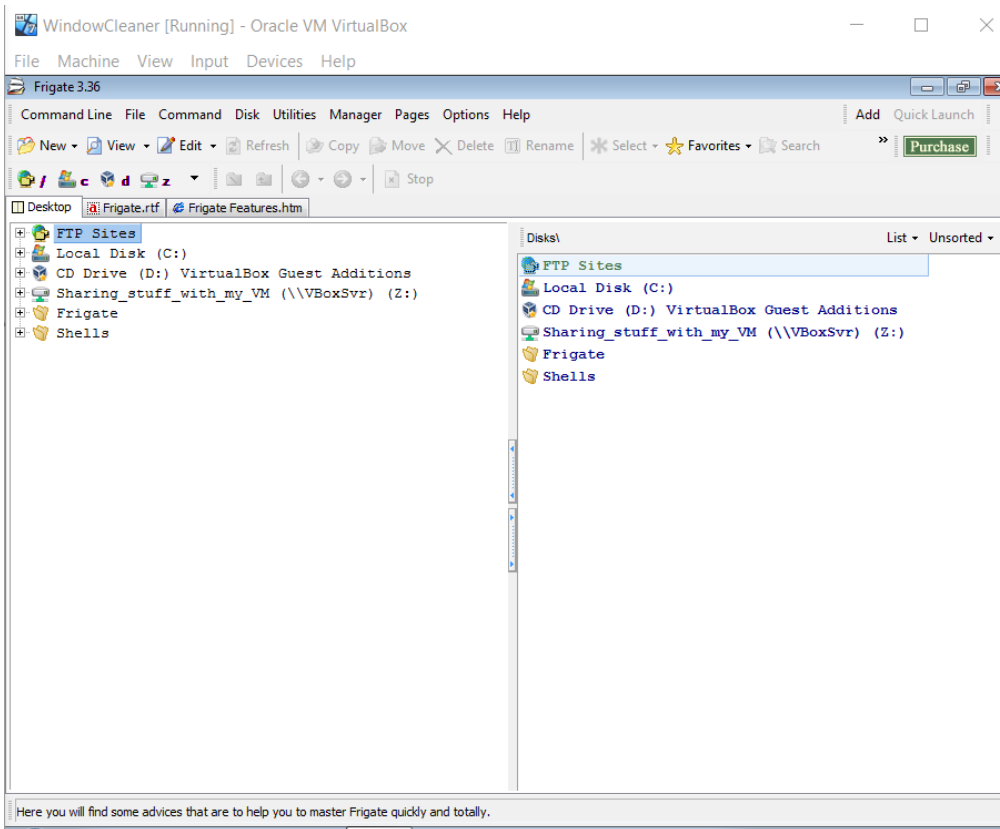 WindowCleaner [Running] - Oracle VM VirtualBox
File Machine View Input Devices Help
Frigate 3.36
Command Line File Command Disk Utilities Manager Pages Options Help Add Quick Launch
New View Edit Refresh Copy Move Delete Rename Select Favorites Search » Purchase
/ c d z Stop
Desktop Frigate.rtf Frigate Features.htm
FTP Sites
Local Disk (C:)
CD Drive (D:) VirtualBox Guest Additions
Sharing_stuff_with_my_VM (\\VBoxSvr) (Z:)
Frigate
Shells
Disks\ List Unsorted
FTP Sites
Local Disk (C:)
CD Drive (D:) VirtualBox Guest Additions
Sharing_stuff_with_my_VM (\\VBoxSvr) (Z:)
Frigate
Shells
Here you will find some advices that are to help you to master Frigate quickly and totally.